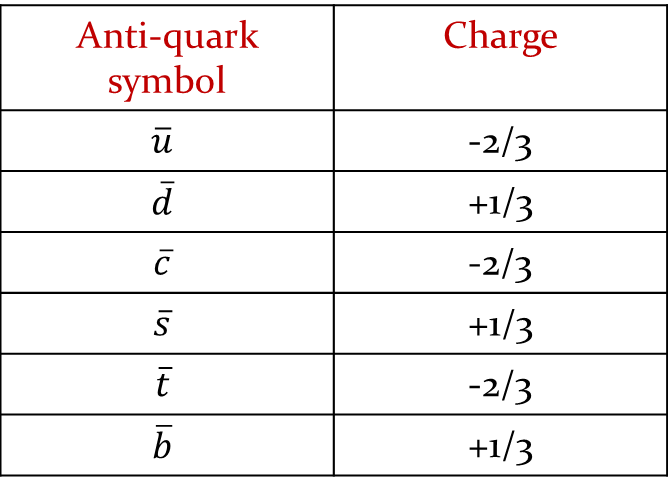 Anti-quark Charge
symbol
ū -2/3
d̄ +1/3
c̄ -2/3
s̄ +1/3
t̄ -2/3
b̄ +1/3